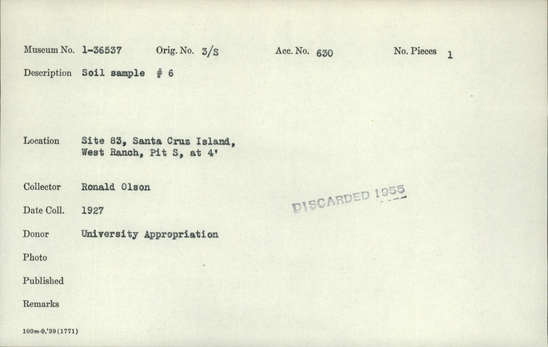 Museum No. 1-36537 Orig. No. 3/S Acc. No. 630 No. Pieces 1
Description Soil sample # 6
Location Site 83, Santa Cruz Island,
West Ranch, Pit S, at 4'
Collector Ronald Olson
DISCARDED 1955
Date Coll. 1927
Donor University Appropriation
Photo
Published
Remarks
100m-9,'39(1771)